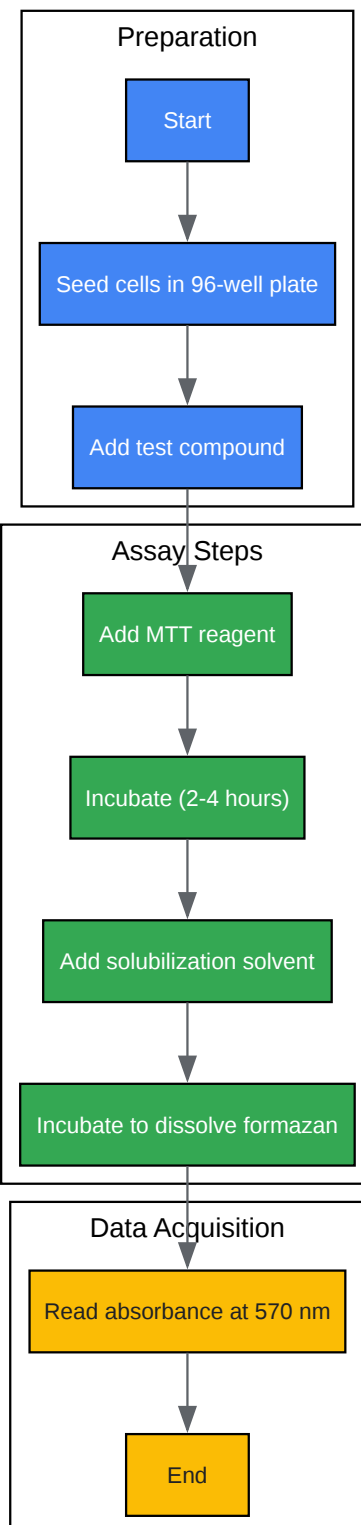 Preparation
Start
Seed cells in 96-well plate
Add test compound
Assay Steps
Add MTT reagent
Incubate (2-4 hours)
Add solubilization solvent
Incubate to dissolve formazan
Data Acquisition
Read absorbance at 570 nm
End